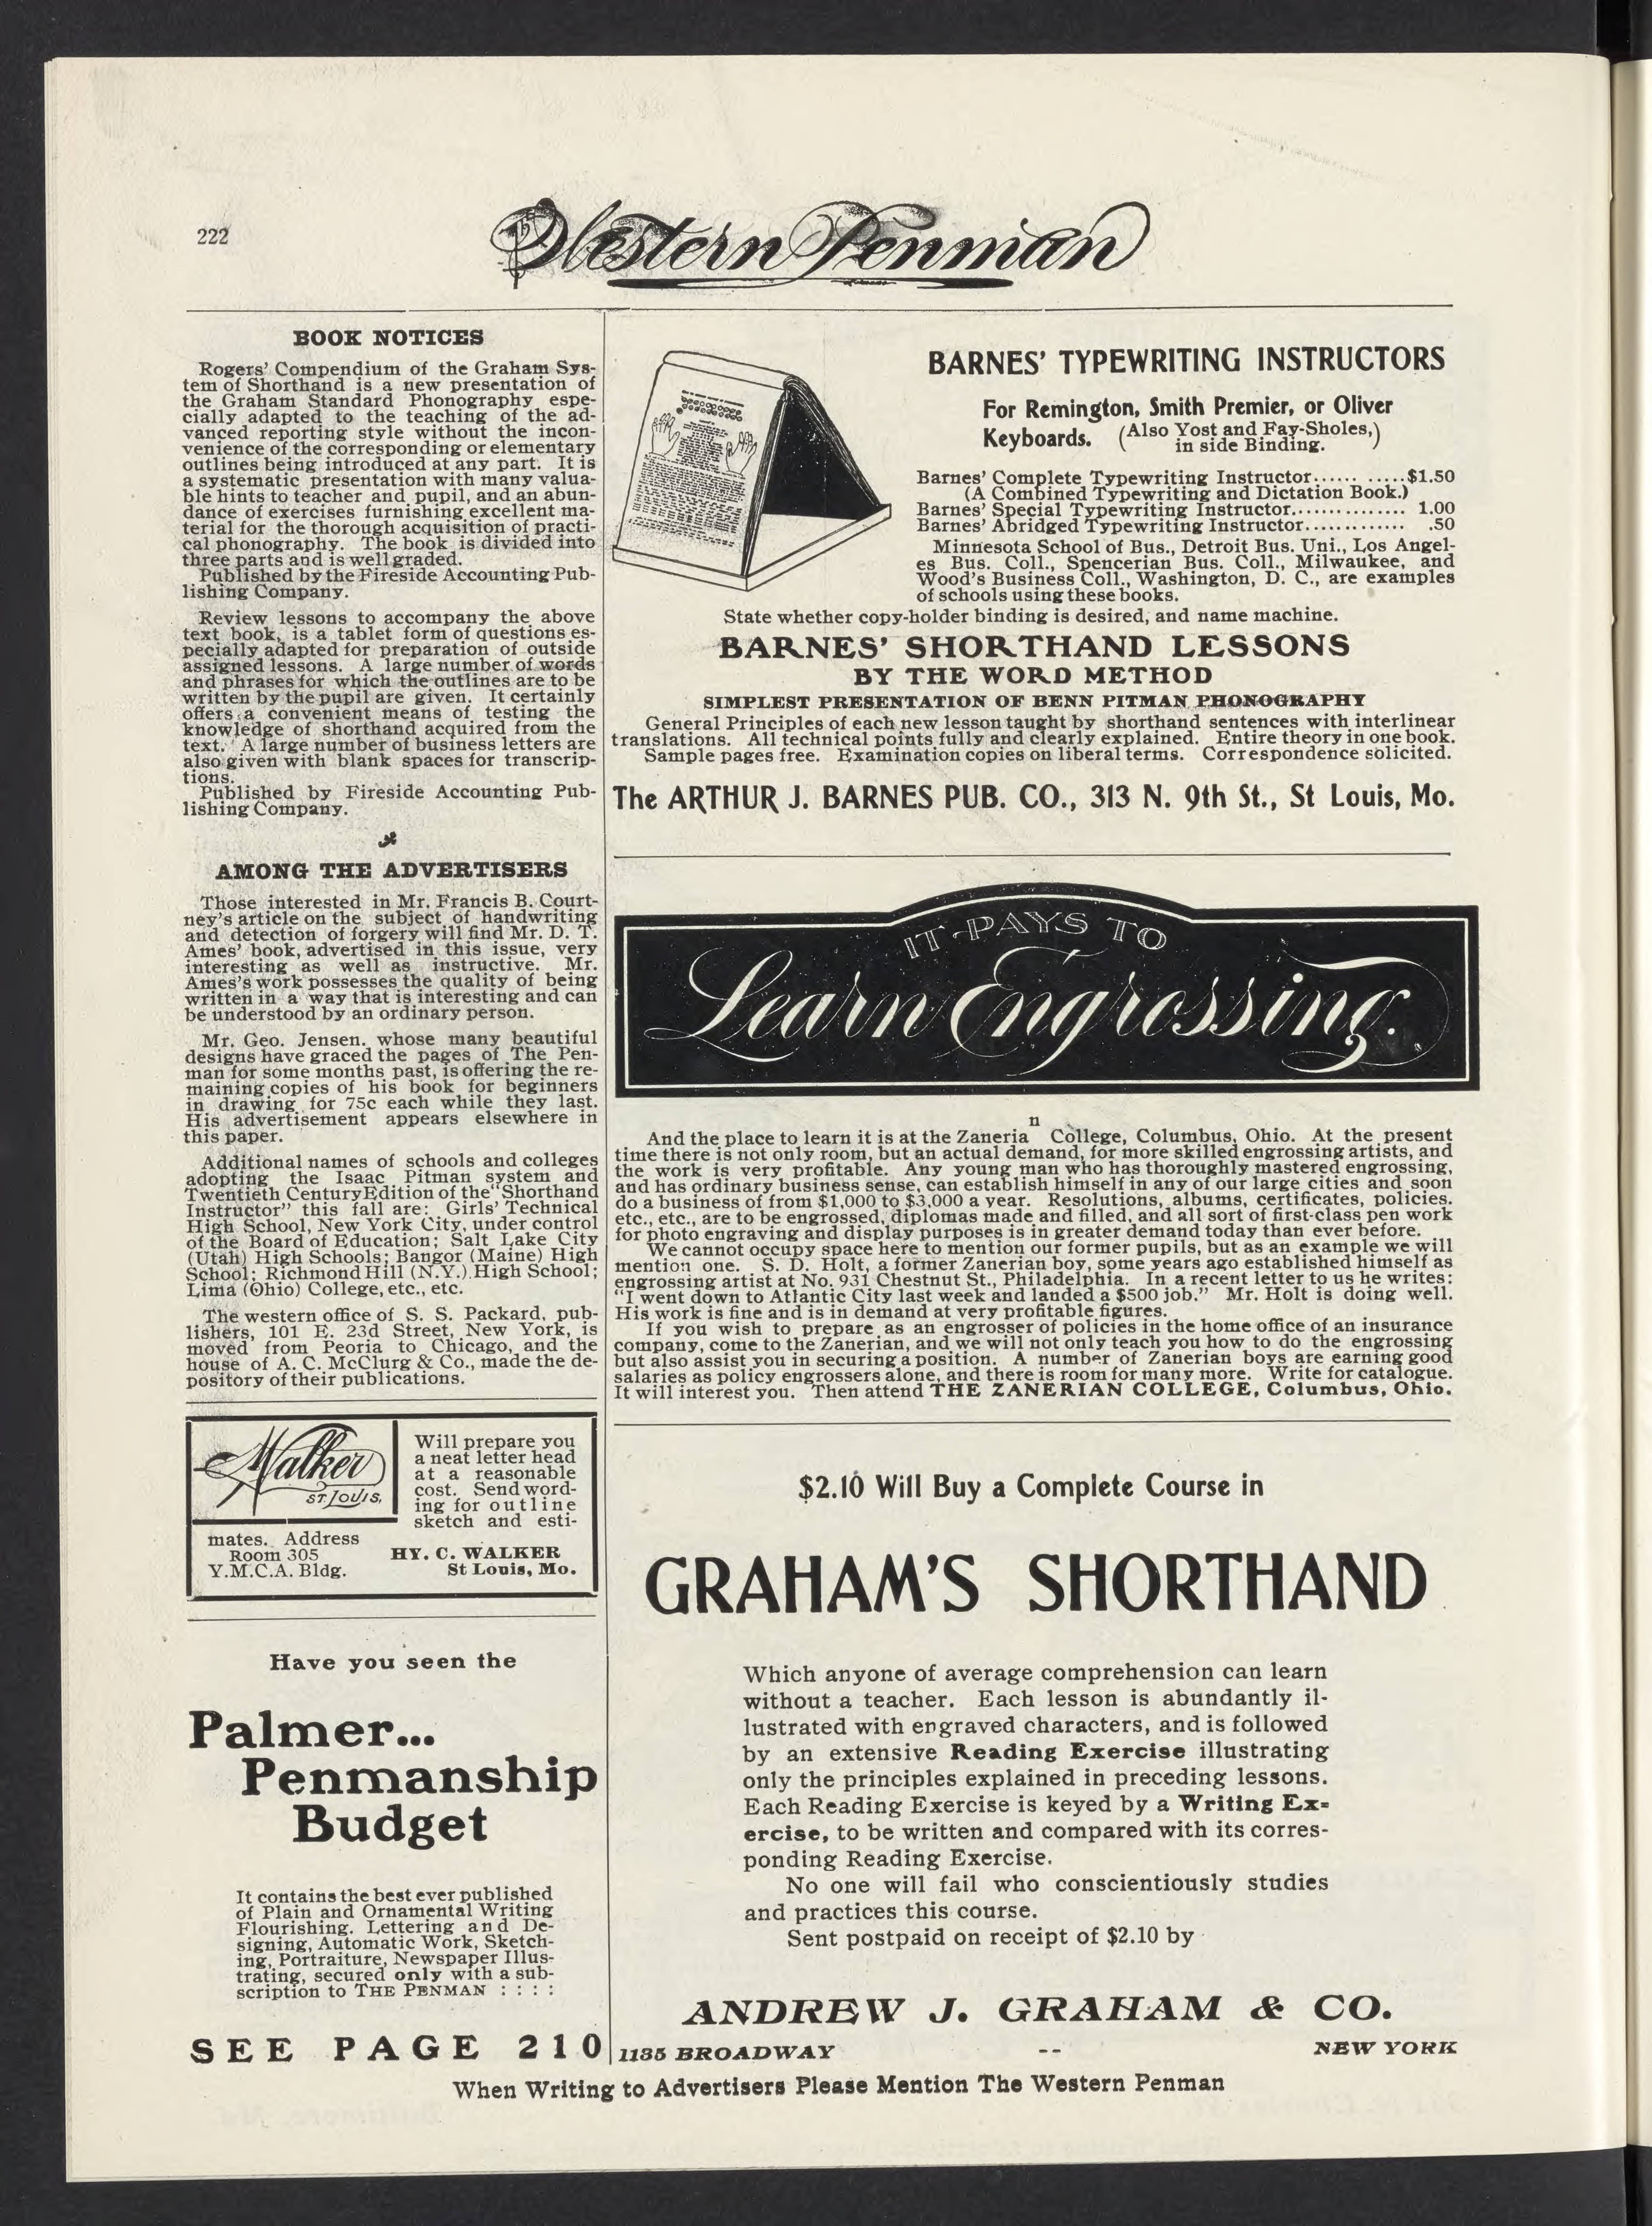 222
Western Penman
BOOK NOTICES
Rogers' Compendium of the Graham Sys-
tem of Shorthand is a new presentation of
the Graham Standard Phonography espe-
cially adapted to the teaching of the ad-
vanced reporting style without the incon-
venience of the corresponding or elementary
outlines being introduced at any part. It is
a systematic presentation with many valua-
ble hints to teacher and pupil, and an abun-
dance of exercises furnishing excellent ma-
terial for the thorough acquisition of practi-
cal phonography. The book is divided into
three parts and is well graded.
Published by the Fireside Accounting Pub-
lishing Company.
Review lessons to accompany the above
text book, is a tablet form of questions es-
pecially adapted for preparation of outside
assigned lessons. A large number of words
and phrases for which the outlines are to be
written by the pupil are given. It certainly
offers a convenient means of testing the
knowledge of shorthand acquired from the
text. A large number of business letters are
also given with blank spaces for transcrip-
tions.
Published by Fireside Accounting Pub-
lishing Company.
AMONG THE ADVERTISERS
Those interested in Mr. Francis B. Court-
ney's article on the subject of handwriting
and detection of forgery will find Mr. D. T.
Ames' book, advertised in this issue, very
interesting as well as instructive. Mr.
Ames's work possesses the quality of being
written in a way that is interesting and can
be understood by an ordinary person.
Mr. Geo. Jensen. whose many beautiful
designs have graced the pages of The Pen-
man for some months past, is offering the re-
maining copies of his book for beginners
in drawing for 75c each while they last.
His advertisement appears elsewhere in
this paper.
Additional names of schools and colleges
adopting the Isaac Pitman system and
Twentieth Century Edition of the "Shorthand
Instructor" this fall are: Girls' Technical
High School, New York City, under control
of the Board of Education; Salt Lake City
(Utah) High Schools; Bangor (Maine) High
School; Richmond Hill (N.Y.) High School;
Lima (Ohio) College, etc., etc.
The western office of S. S. Packard, pub-
lishers, 101 E. 23d Street, New York, is
moved from Peoria to Chicago, and the
house of A. C. McClurg & Co., made the de-
pository of their publications.
Walker
ST. LOUIS,
Will prepare you
a neat letter head
at a reasonable
cost. Send word-
ing for outline
sketch and esti-
mates. Address
Room 305
Y.M.C.A. Bldg.
HY. C. WALKER
St Louis, Mo.
Have you seen the
Palmer...
Penmanship
Budget
It contains the best ever published
of Plain and Ornamental Writing
Flourishing. Lettering and De-
signing, Automatic Work, Sketch-
ing, Portraiture, Newspaper Illus-
trating, secured only with a sub-
scription to THE PENMAN : : : :
SEE PAGE 210
BARNES' TYPEWRITING INSTRUCTORS
For Remington, Smith Premier, or Oliver
Keyboards. (Also Yost and Fay-Sholes,)
in side Binding.
Barnes' Complete Typewriting Instructor...... .....$1.50
(A Combined Typewriting and Dictation Book.)
Barnes' Special Typewriting Instructor.............. 1.00
Barnes' Abridged Typewriting Instructor............. .50
Minnesota School of Bus., Detroit Bus. Uni., Los Angel-
es Bus. Coll., Spencerian Bus. Coll., Milwaukee, and
Wood's Business Coll., Washington, D. C., are examples
of schools using these books.
State whether copy-holder binding is desired, and name machine.
BARNES' SHORTHAND LESSONS
BY THE WORD METHOD
SIMPLEST PRESENTATION OF BENN PITMAN PHONOGRAPHY
General Principles of each new lesson taught by shorthand sentences with interlinear
translations. All technical points fully and clearly explained. Entire theory in one book.
Sample pages free. Examination copies on liberal terms. Correspondence solicited.
The ARTHUR J. BARNES PUB. CO., 313 N. 9th St., St Louis, Mo.
IT PAYS TO
Learn Engrossing.
n
And the place to learn it is at the Zaneria College, Columbus, Ohio. At the present
time there is not only room, but an actual demand, for more skilled engrossing artists, and
the work is very profitable. Any young man who has thoroughly mastered engrossing,
and has ordinary business sense, can establish himself in any of our large cities and soon
do a business of from $1,000 to $3,000 a year. Resolutions, albums, certificates, policies.
etc., etc., are to be engrossed, diplomas made and filled, and all sort of first-class pen work
for photo engraving and display purposes is in greater demand today than ever before.
We cannot occupy space here to mention our former pupils, but as an example we will
mention one. S. D. Holt, a former Zanerian boy, some years ago established himself as
engrossing artist at No. 931 Chestnut St., Philadelphia. In a recent letter to us he writes:
"I went down to Atlantic City last week and landed a $500 job." Mr. Holt is doing well.
His work is fine and is in demand at very profitable figures.
If you wish to prepare as an engrosser of policies in the home office of an insurance
company, come to the Zanerian, and we will not only teach you how to do the engrossing
but also assist you in securing a position. A number of Zanerian boys are earning good
salaries as policy engrossers alone, and there is room for many more. Write for catalogue.
It will interest you. Then attend THE ZANERIAN COLLEGE, Columbus, Ohio.
$2.10 Will Buy a Complete Course in
GRAHAM'S SHORTHAND
Which anyone of average comprehension can learn
without a teacher. Each lesson is abundantly il-
lustrated with engraved characters, and is followed
by an extensive Reading Exercise illustrating
only the principles explained in preceding lessons.
Each Reading Exercise is keyed by a Writing Ex-
ercise, to be written and compared with its corres-
ponding Reading Exercise.
No one will fail who conscientiously studies
and practices this course.
Sent postpaid on receipt of $2.10 by
ANDREW J. GRAHAM & CO.
1135 BROADWAY -- NEW YORK
When Writing to Advertisers Please Mention The Western Penman